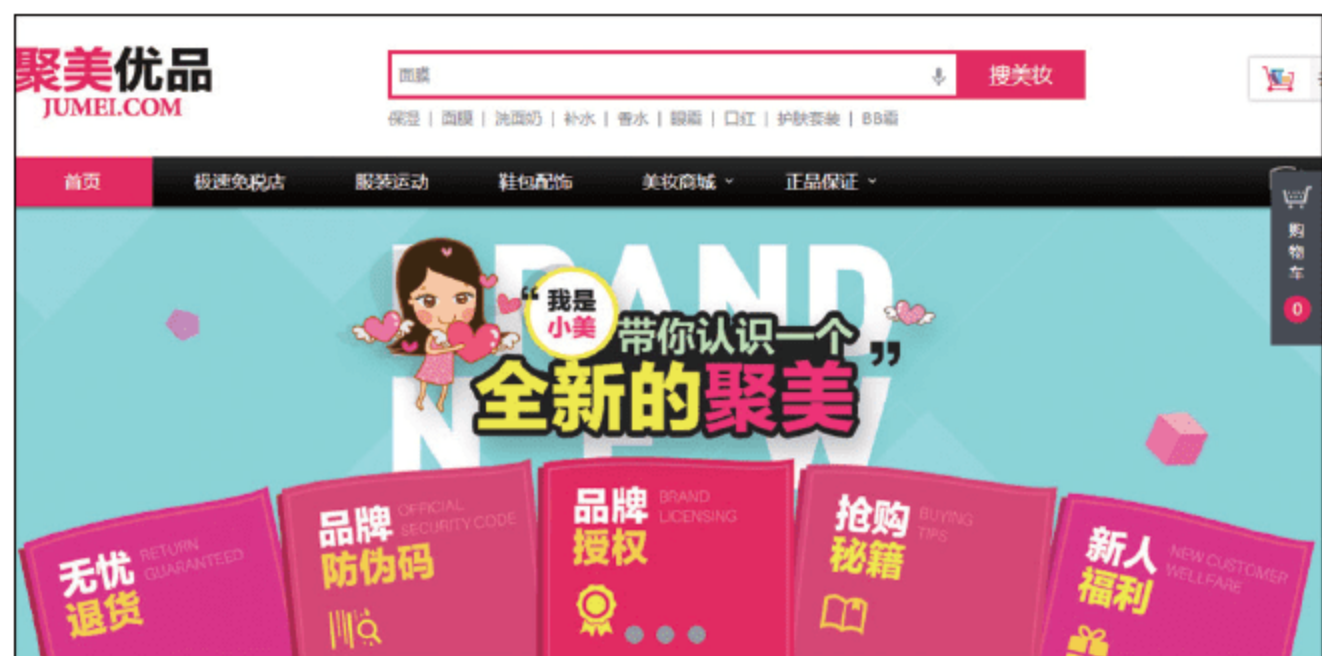 聚美优品
JUMEI.COM
面膜
搜美妆
保湿 | 面膜 | 洗面奶 | 补水 | 香水 | 眼霜 | 口红 | 护肤套装 | BB霜
首页 极速免税店 服装运动 鞋包配饰 美妆商城 正品保证
购
物
车
0
BRAND
NEW
“我是
小美
带你认识一个”
全新的聚美
无忧
退货
RETURN
GUARANTEED
品牌
防伪码
OFFICIAL
SECURITY CODE
品牌
授权
BRAND
LICENSING
抢购
秘籍
BUYING
TIPS
新人
福利
NEW CUSTOMER
WELLFARE